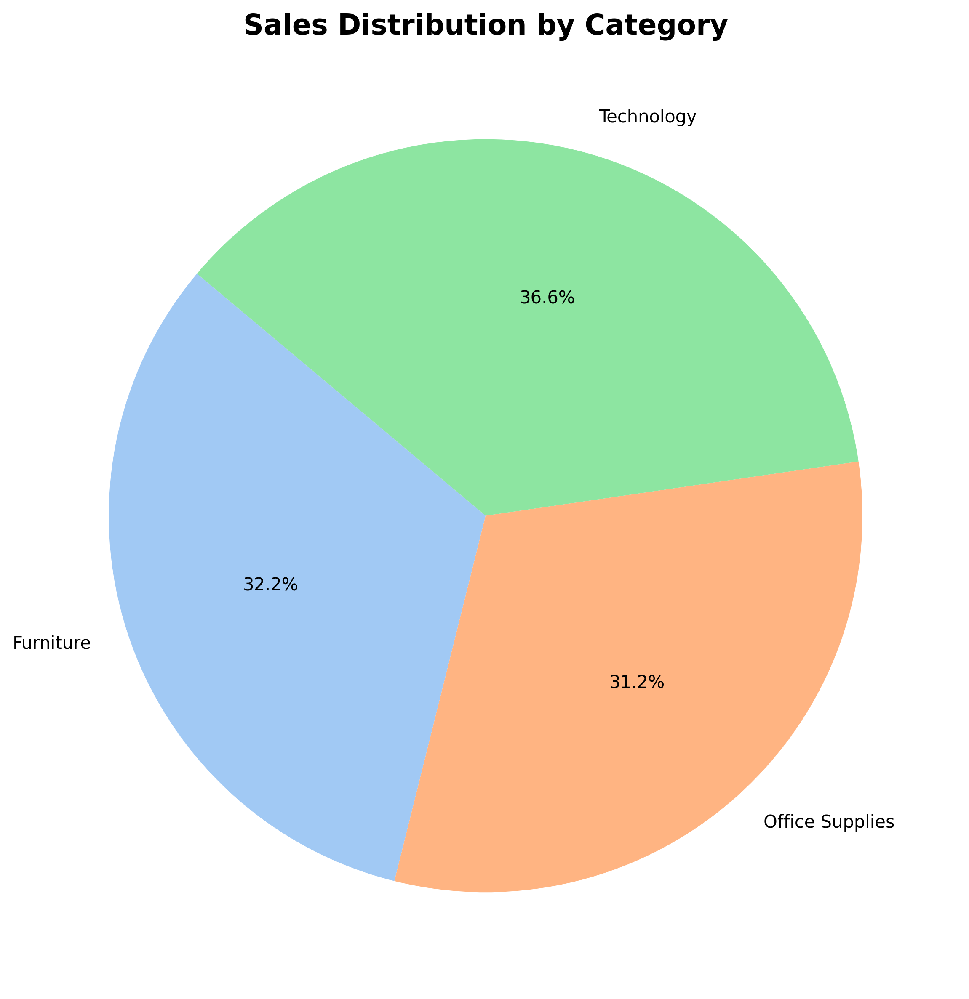 Sales Distribution by Category
Technology
36.6%
32.2%
Furniture
31.2%
Office Supplies